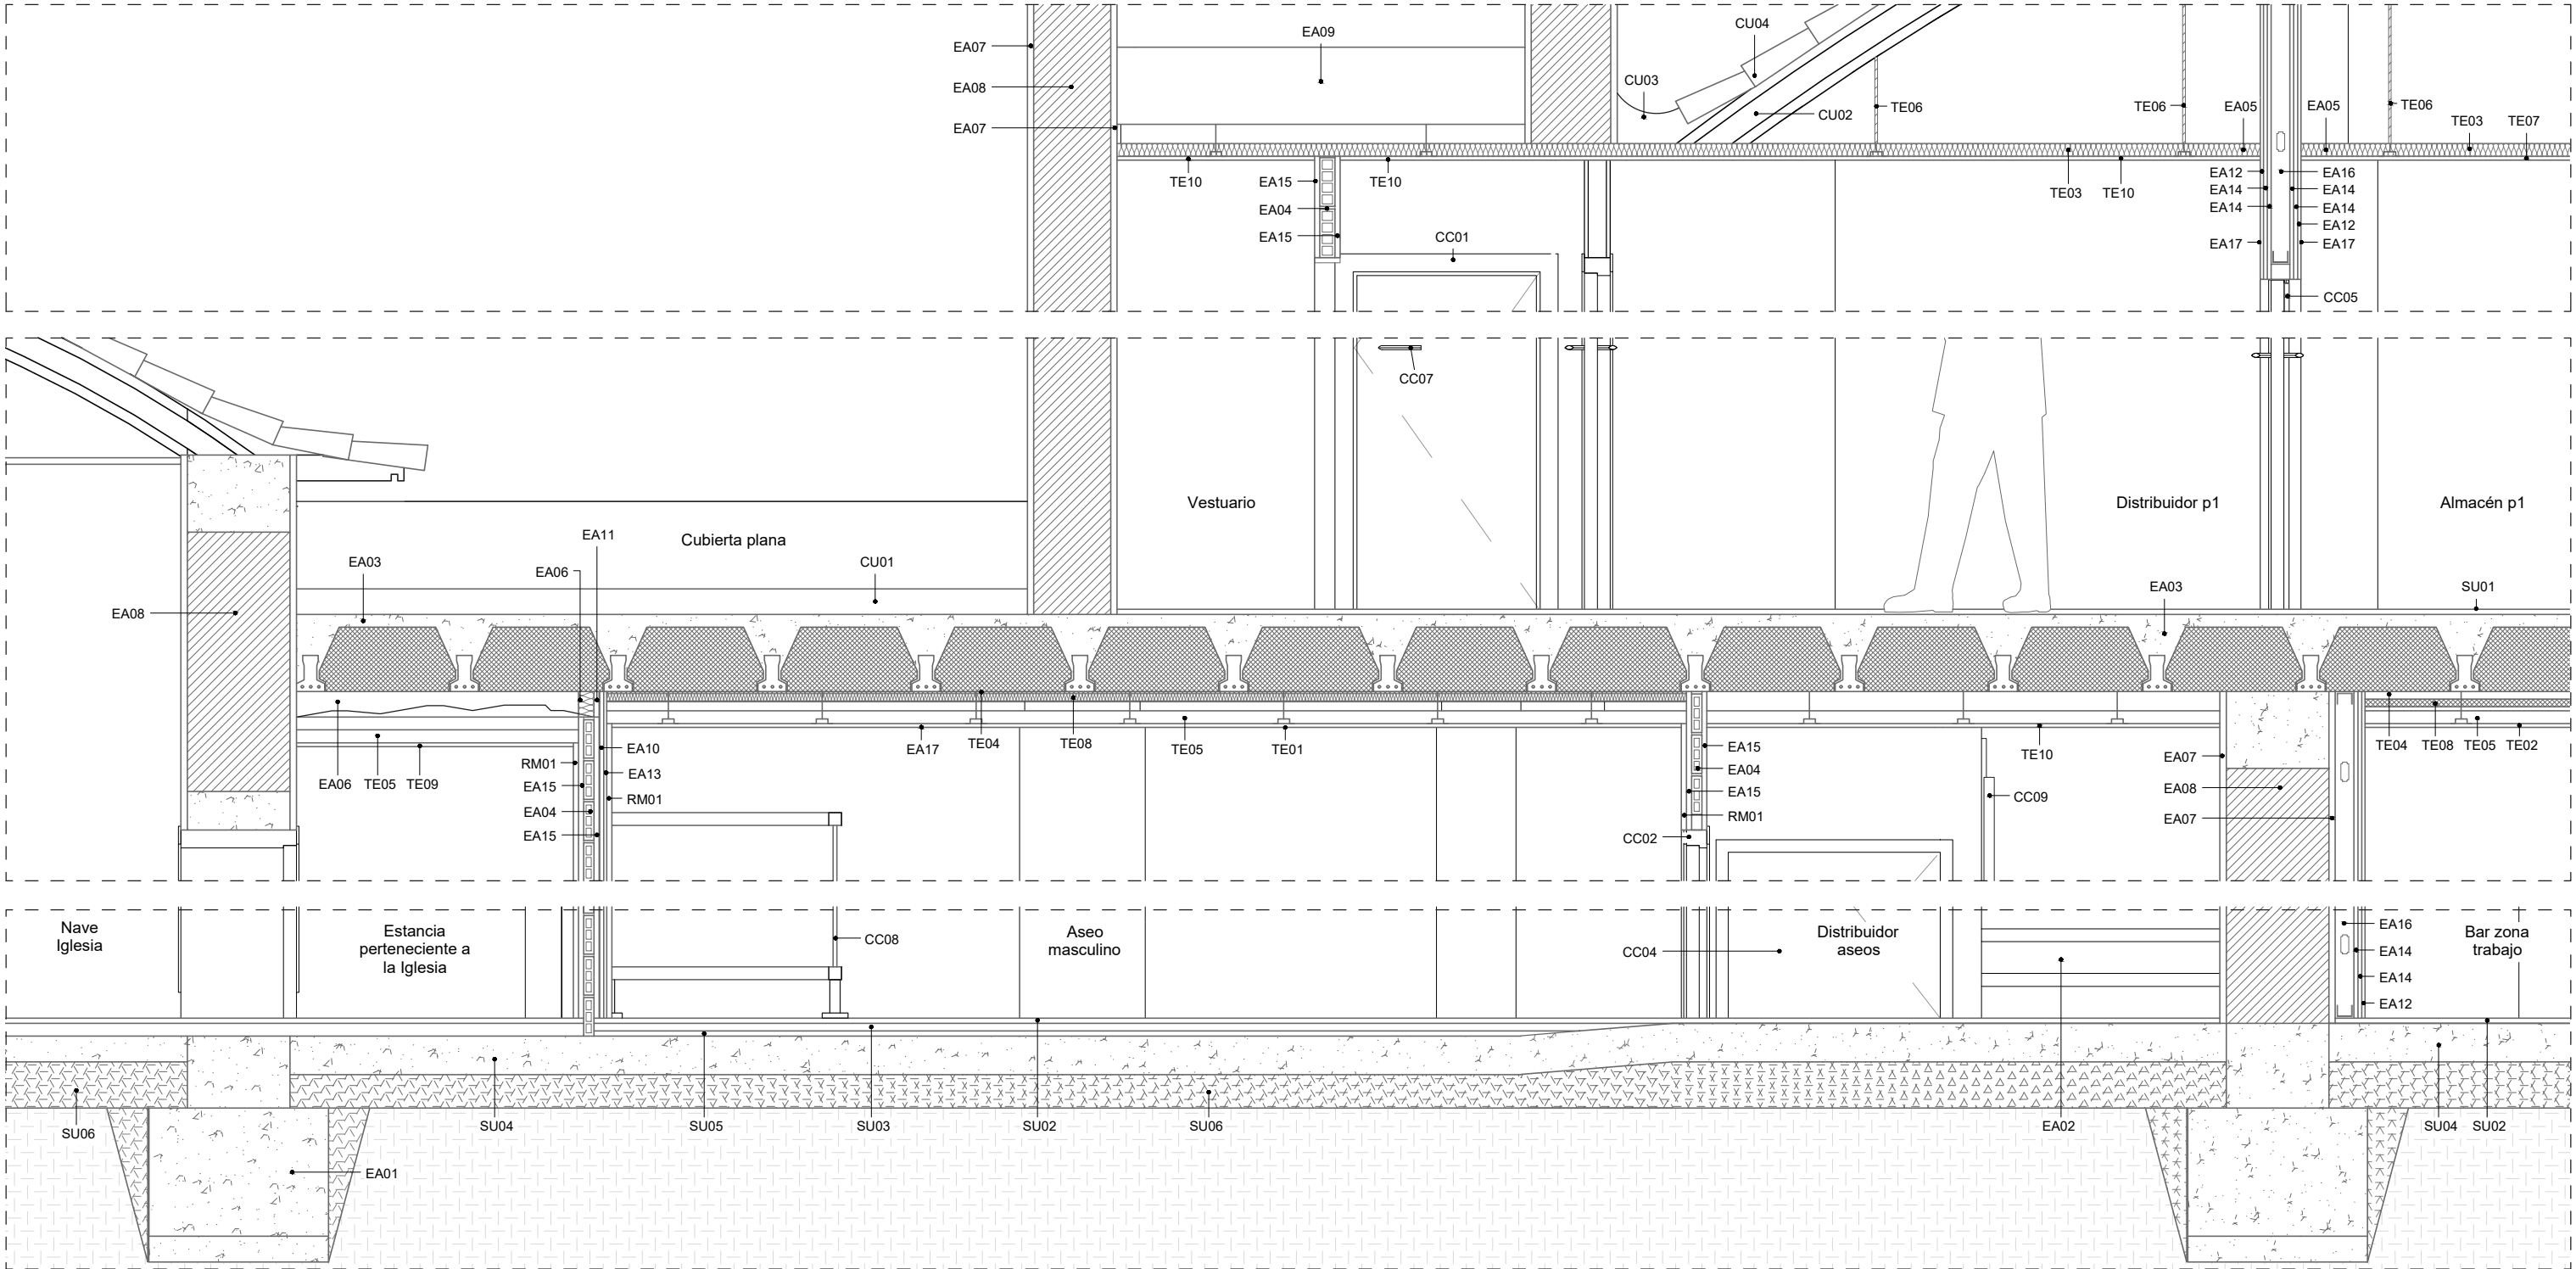 CU04
EA09
EA07
CU03
EA08
TE06
TE06
EA05
EA05
TE06
CU02
TE03
TE07
EA07
TE10
EA15
TE10
TE03
TE10
EA12
EA16
EA14
EA14
EA04
EA14
EA14
EA12
EA15
CC01
EA17
EA17
CC05
CC07
Vestuario
Distribuidor p1
Almacén p1
EA11
Cubierta plana
EA03
EA06
CU01
EA03
SU01
EA08
EA17
TE04
TE08
TE05
TE01
EA10
EA15
TE10
TE04
TE08
TE05
TE02
RM01
EA07
EA06
TE05
TE09
EA13
EA04
EA15
EA08
EA15
RM01
CC09
EA04
RM01
EA07
EA15
CC02
Nave
Iglesia
Estancia
perteneciente a
la Iglesia
CC08
Aseo
masculino
CC04
Distribuidor
aseos
EA16
Bar zona
trabajo
EA14
EA14
EA12
SU06
SU04
SU05
SU03
SU02
SU06
EA02
SU04
SU02
EA01